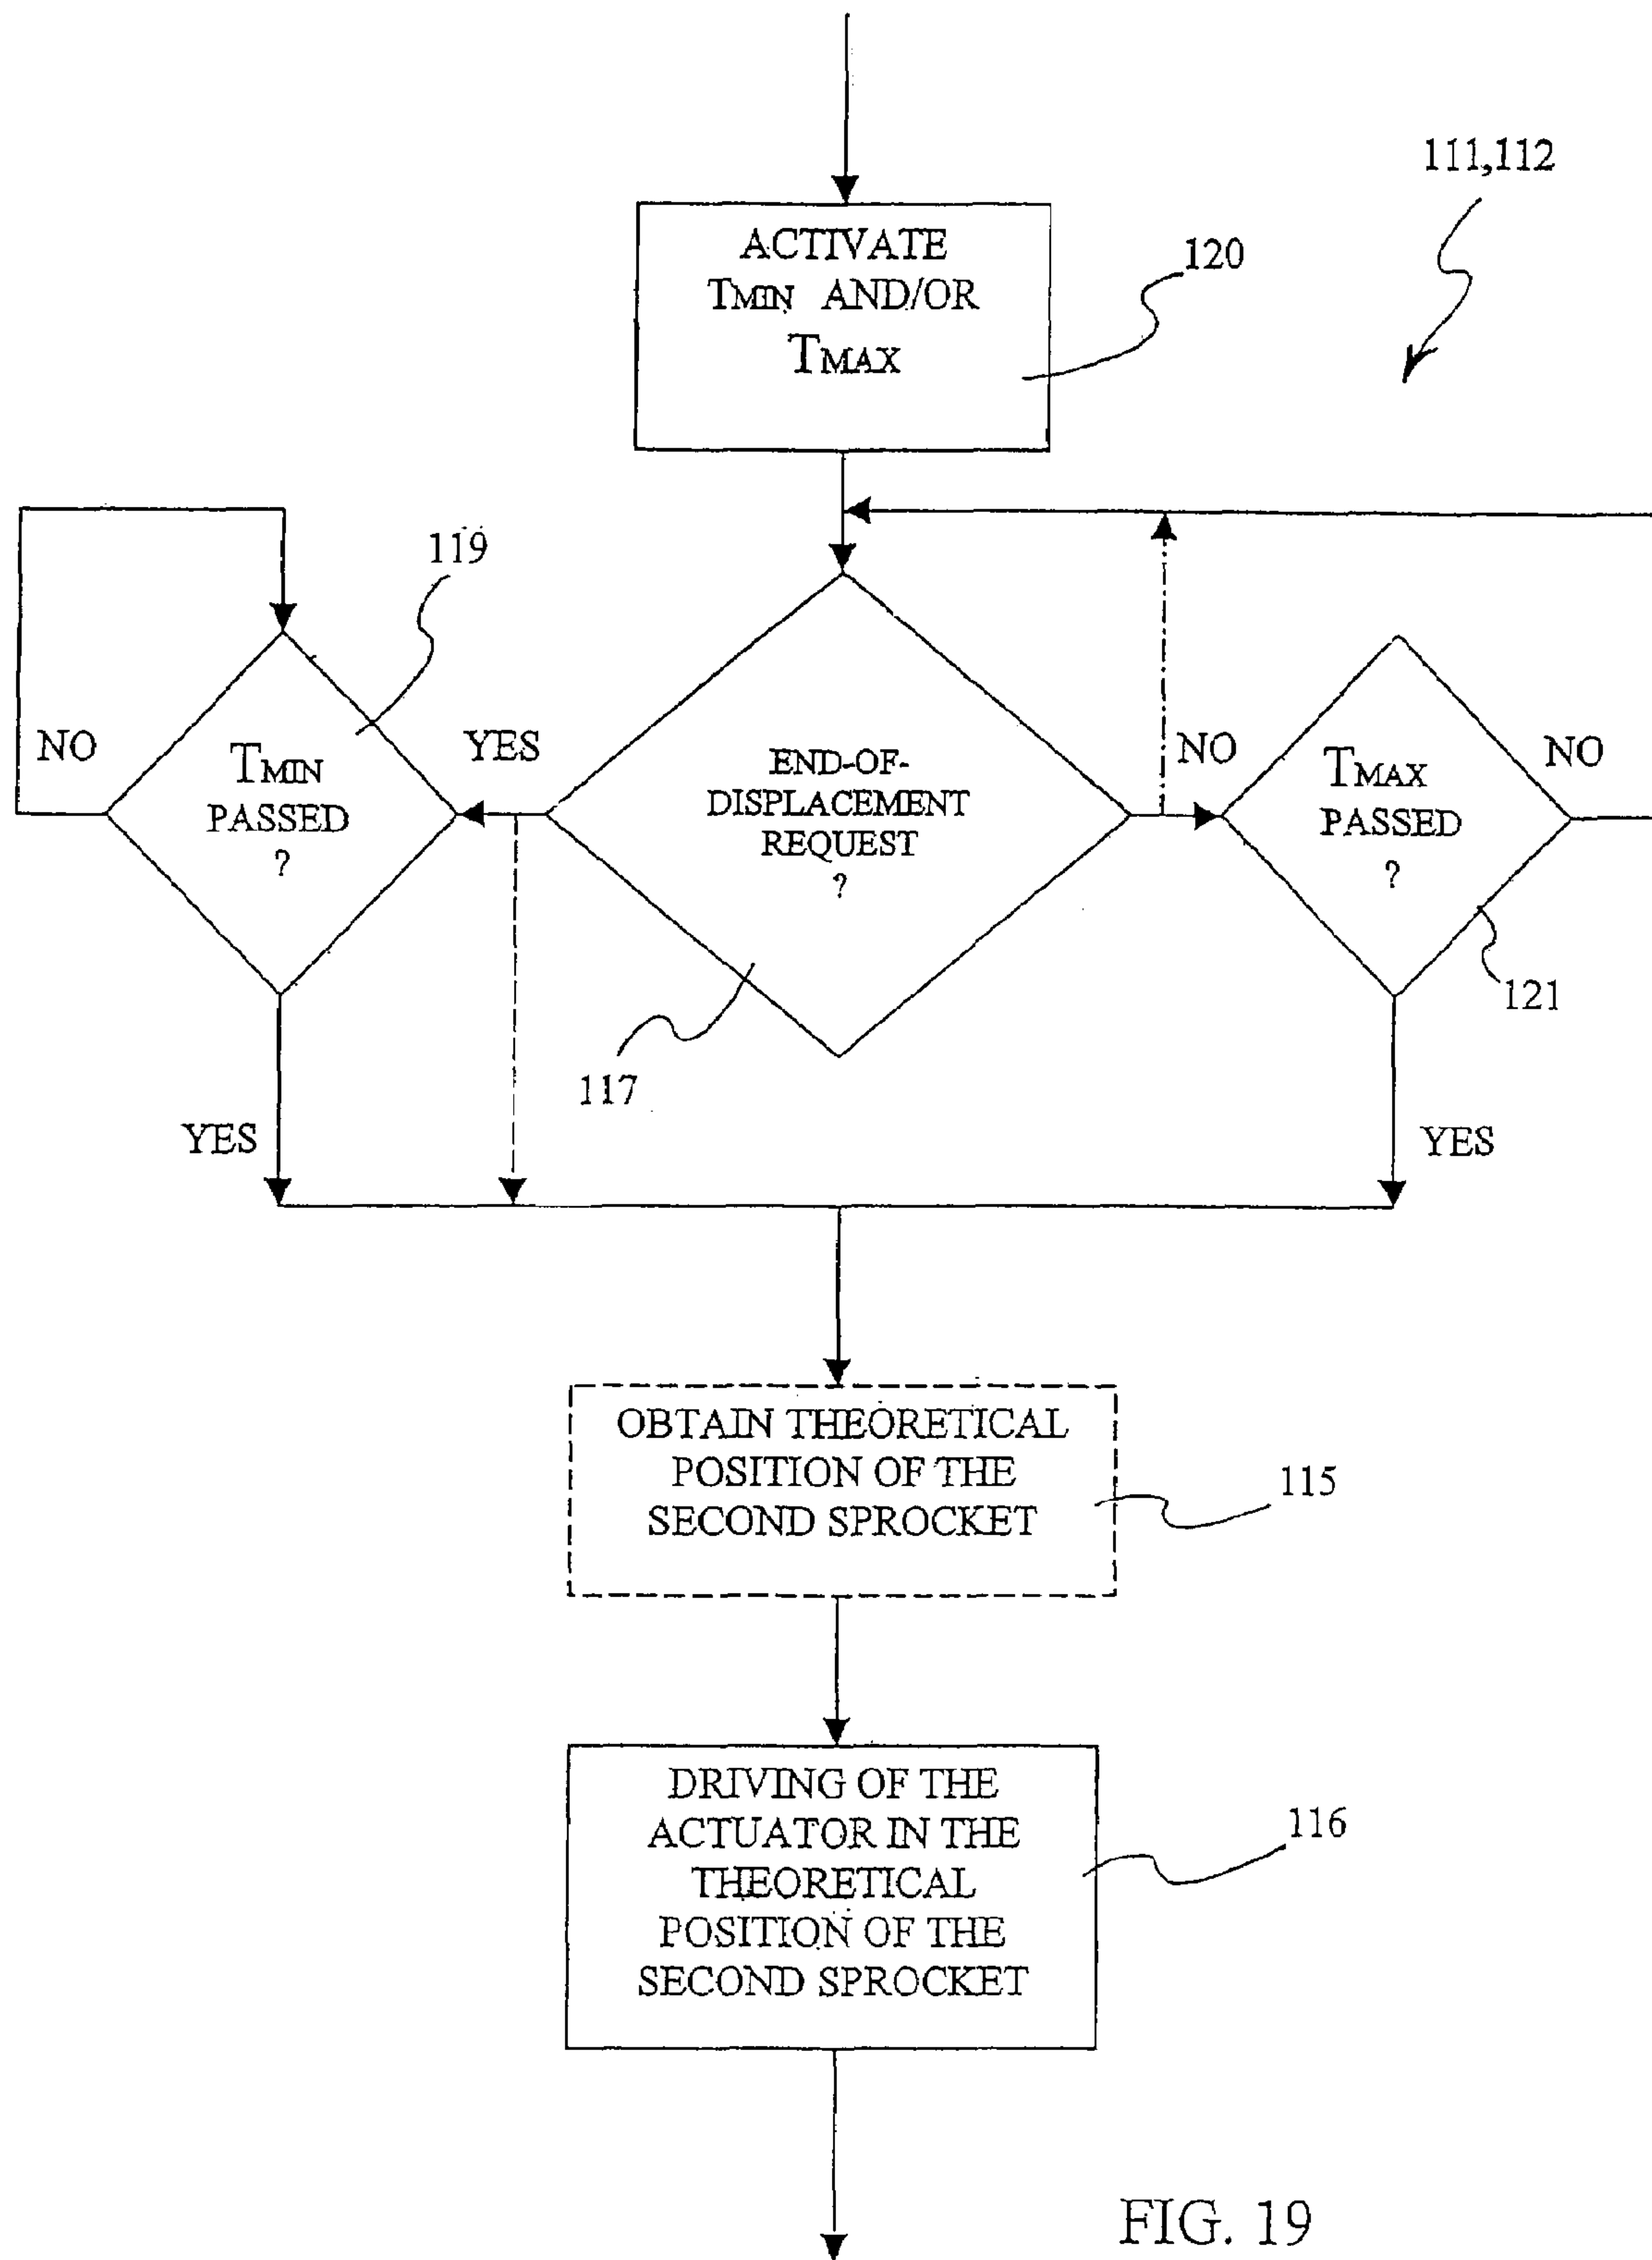 111,112
ACTIVATE
TMIN AND/OR
TMAX
120
119
NO
TMIN
PASSED
?
YES
END-OF-
DISPLACEMENT
REQUEST
?
NO
TMAX
PASSED
?
NO
121
117
YES
YES
OBTAIN THEORETICAL
POSITION OF THE
SECOND SPROCKET
115
DRIVING OF THE
ACTUATOR IN THE
THEORETICAL
POSITION OF THE
SECOND SPROCKET
116
FIG. 19